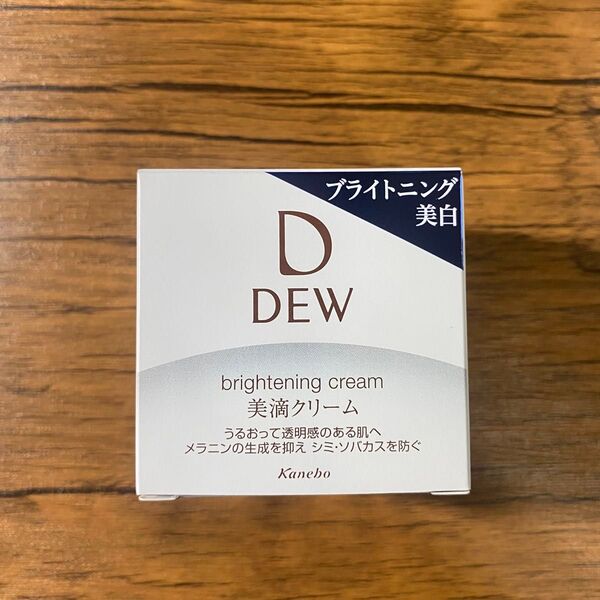 ブライトニング
美白
D
DEW
brightening cream
美滴クリーム
うるおって透明感のある肌へ
メラニンの生成を抑え シミ・ソバカスを防ぐ
Kanebo